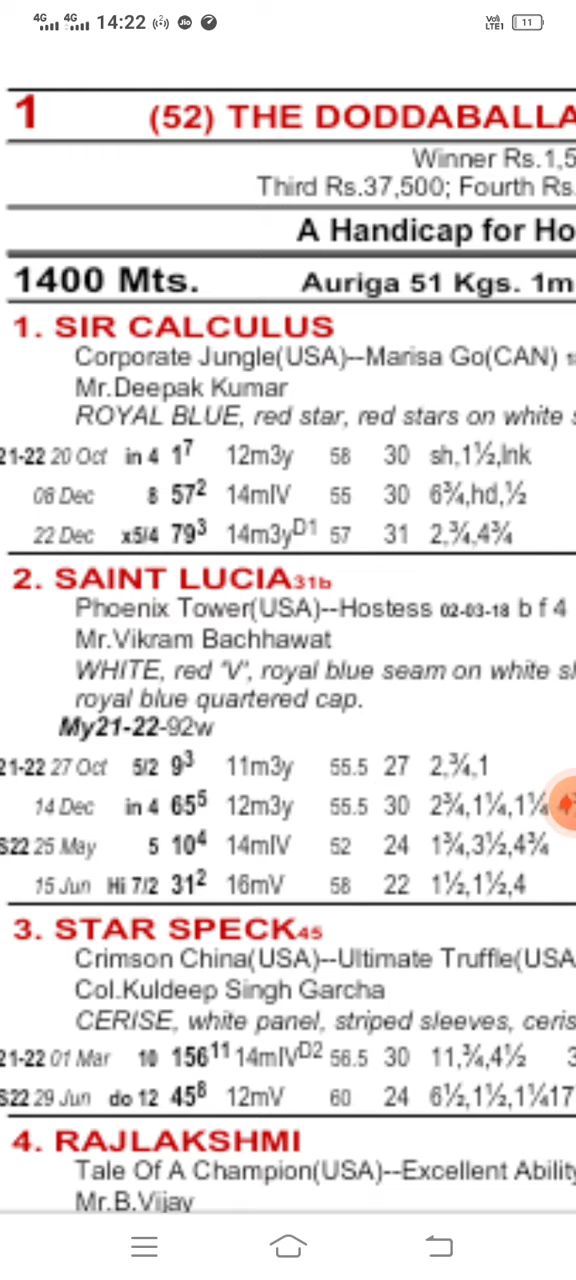 4G 4G 14:22 Jio Vo) LTE1 11
1 (52) THE DODDABALLA
Winner Rs.1,5
Third Rs.37,500; Fourth Rs.
A Handicap for Ho
1400 Mts. Auriga 51 Kgs. 1m
1. SIR CALCULUS
Corporate Jungle(USA)--Marisa Go(CAN)
Mr.Deepak Kumar
ROYAL BLUE, red star, red stars on white s
21-22 20 Oct in 4 1⁷ 12m3y 58 30 sh,1½,lnk
08 Dec 8 57² 14mIV 55 30 6¾,hd,½
22 Dec x5/4 79³ 14m3yD1 57 31 2,¾,4¾
2. SAINT LUCIA31b
Phoenix Tower(USA)--Hostess 02-03-18 b f 4
Mr.Vikram Bachhawat
WHITE, red 'V', royal blue seam on white sl
royal blue quartered cap.
My21-22-92w
21-22 27 Oct 5/2 9³ 11m3y 55.5 27 2,¾,1
14 Dec in 4 65⁵ 12m3y 55.5 30 2¾,1¼,1¼
S22 25 May 5 10⁴ 14mIV 52 24 1¾,3½,4¾
15 Jun Hi 7/2 31² 16mV 58 22 1½,1½,4
3. STAR SPECK45
Crimson China(USA)--Ultimate Truffle(USA
Col.Kuldeep Singh Garcha
CERISE, white panel, striped sleeves, ceris
21-22 01 Mar 10 156¹¹ 14mIVD2 56.5 30 11,¾,4½ 3
S22 29 Jun do 12 45⁸ 12mV 60 24 6½,1½,1¼17
4. RAJLAKSHMI
Tale Of A Champion(USA)--Excellent Ability
Mr.B.Vijay